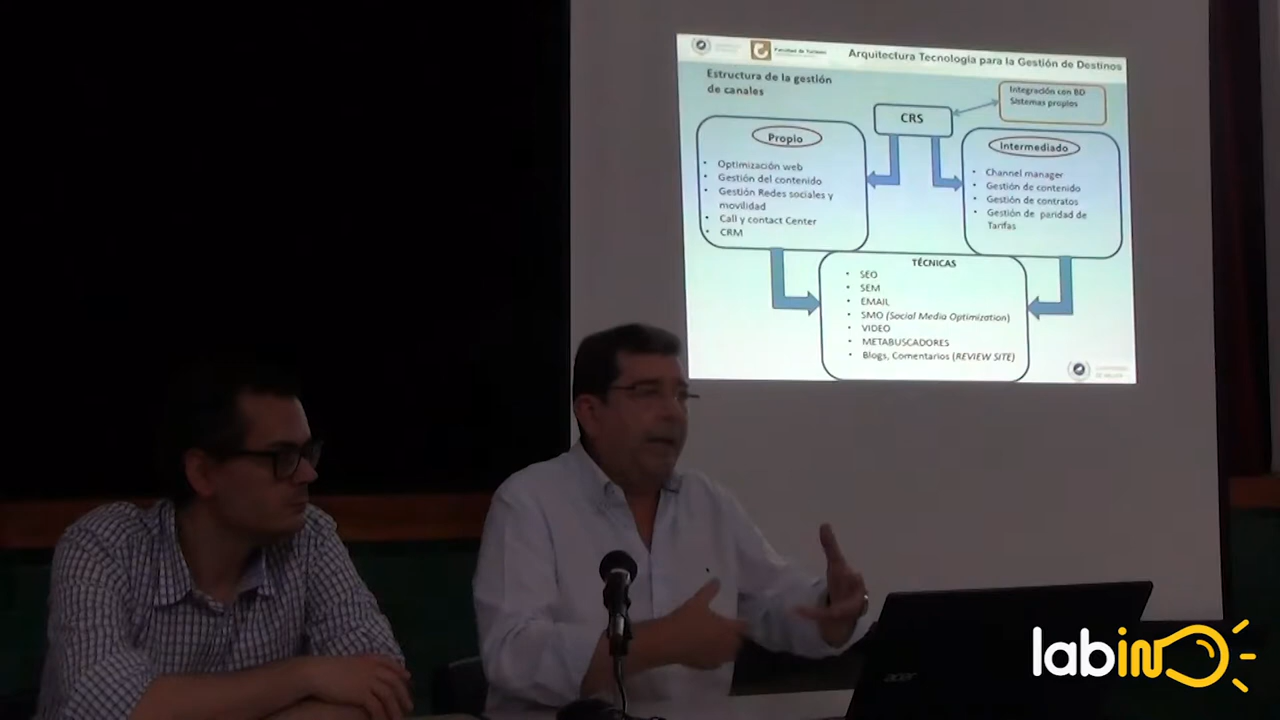 Facultad de Turismo
Arquitectura Tecnología para la Gestión de Destinos
Estructura de la gestión
de canales
Integración con BD
Sistemas propios
CRS
Propio
• Optimización web
• Gestión del contenido
• Gestión Redes sociales y
movilidad
• Call y contact Center
• CRM
Intermediado
• Channel manager
• Gestión de contenido
• Gestión de contratos
• Gestión de paridad de
Tarifas
TÉCNICAS
• SEO
• SEM
• EMAIL
• SMO (Social Media Optimization)
• VIDEO
• METABUSCADORES
• Blogs, Comentarios (REVIEW SITE)
acer
labin